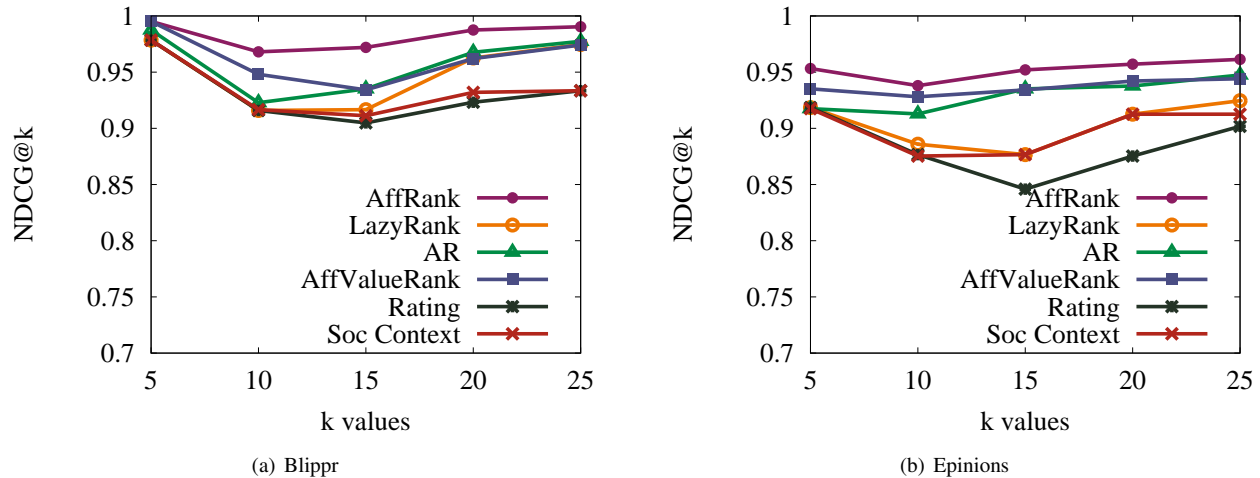 1
0.95
0.9
0.85
0.8
0.75
0.7
NDCG@k
AffRank
LazyRank
AR
AffValueRank
Rating
Soc Context
5 10 15 20 25
k values
(a) Blippr
1
0.95
0.9
0.85
0.8
0.75
0.7
NDCG@k
AffRank
LazyRank
AR
AffValueRank
Rating
Soc Context
5 10 15 20 25
k values
(b) Epinions